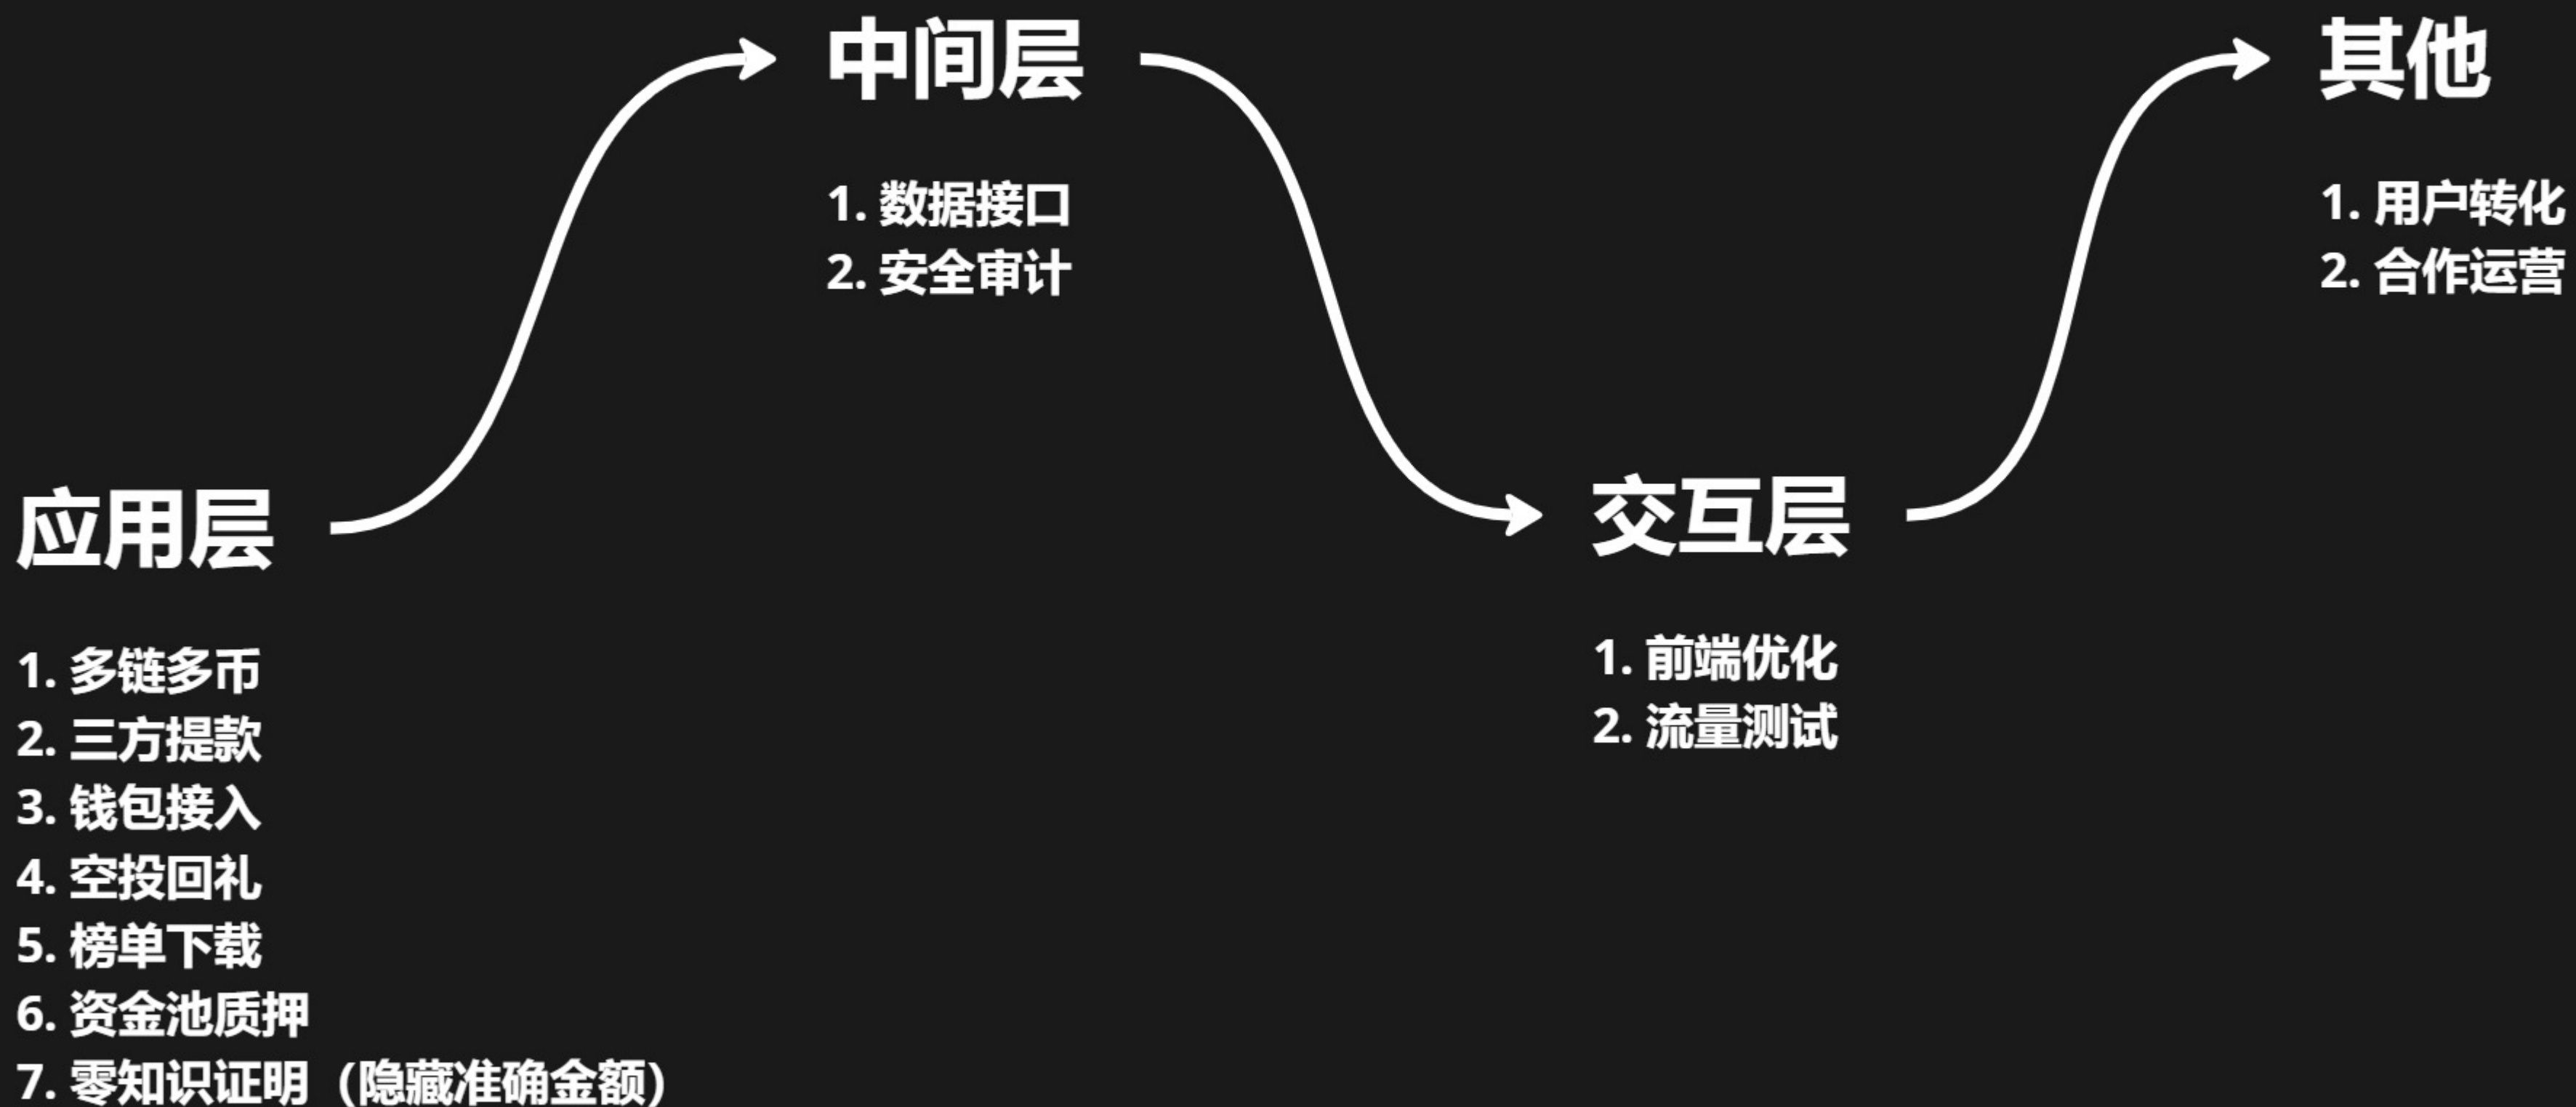 应用层
1. 多链多币
2. 三方提款
3. 钱包接入
4. 空投回礼
5. 榜单下载
6. 资金池质押
7. 零知识证明（隐藏准确金额）
中间层
1. 数据接口
2. 安全审计
交互层
1. 前端优化
2. 流量测试
其他
1. 用户转化
2. 合作运营